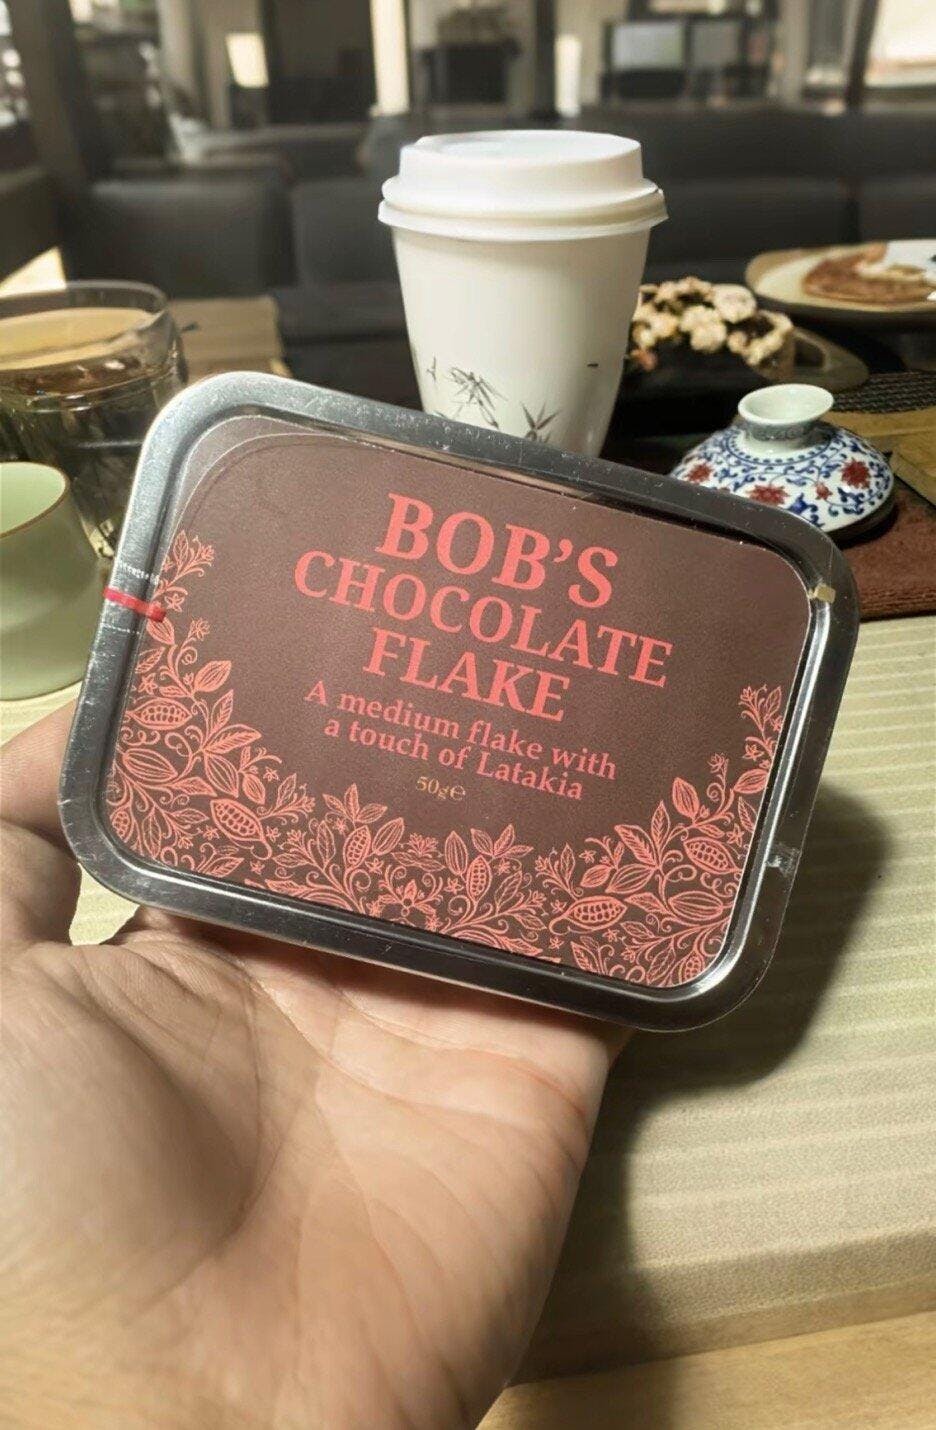 BOB'S
CHOCOLATE
FLAKE
A medium flake with
a touch of Latakia
50g℮